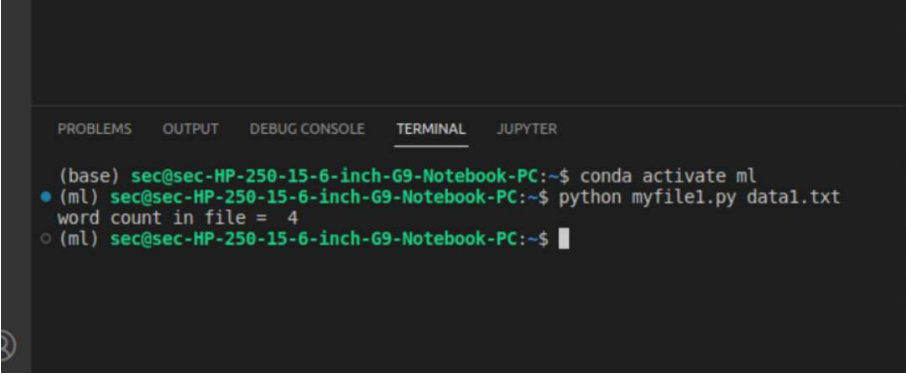 PROBLEMS OUTPUT DEBUG CONSOLE TERMINAL JUPYTER
(base) sec@sec-HP-250-15-6-inch-G9-Notebook-PC:~$ conda activate ml
(ml) sec@sec-HP-250-15-6-inch-G9-Notebook-PC:~$ python myfile1.py data1.txt
word count in file =  4
(ml) sec@sec-HP-250-15-6-inch-G9-Notebook-PC:~$